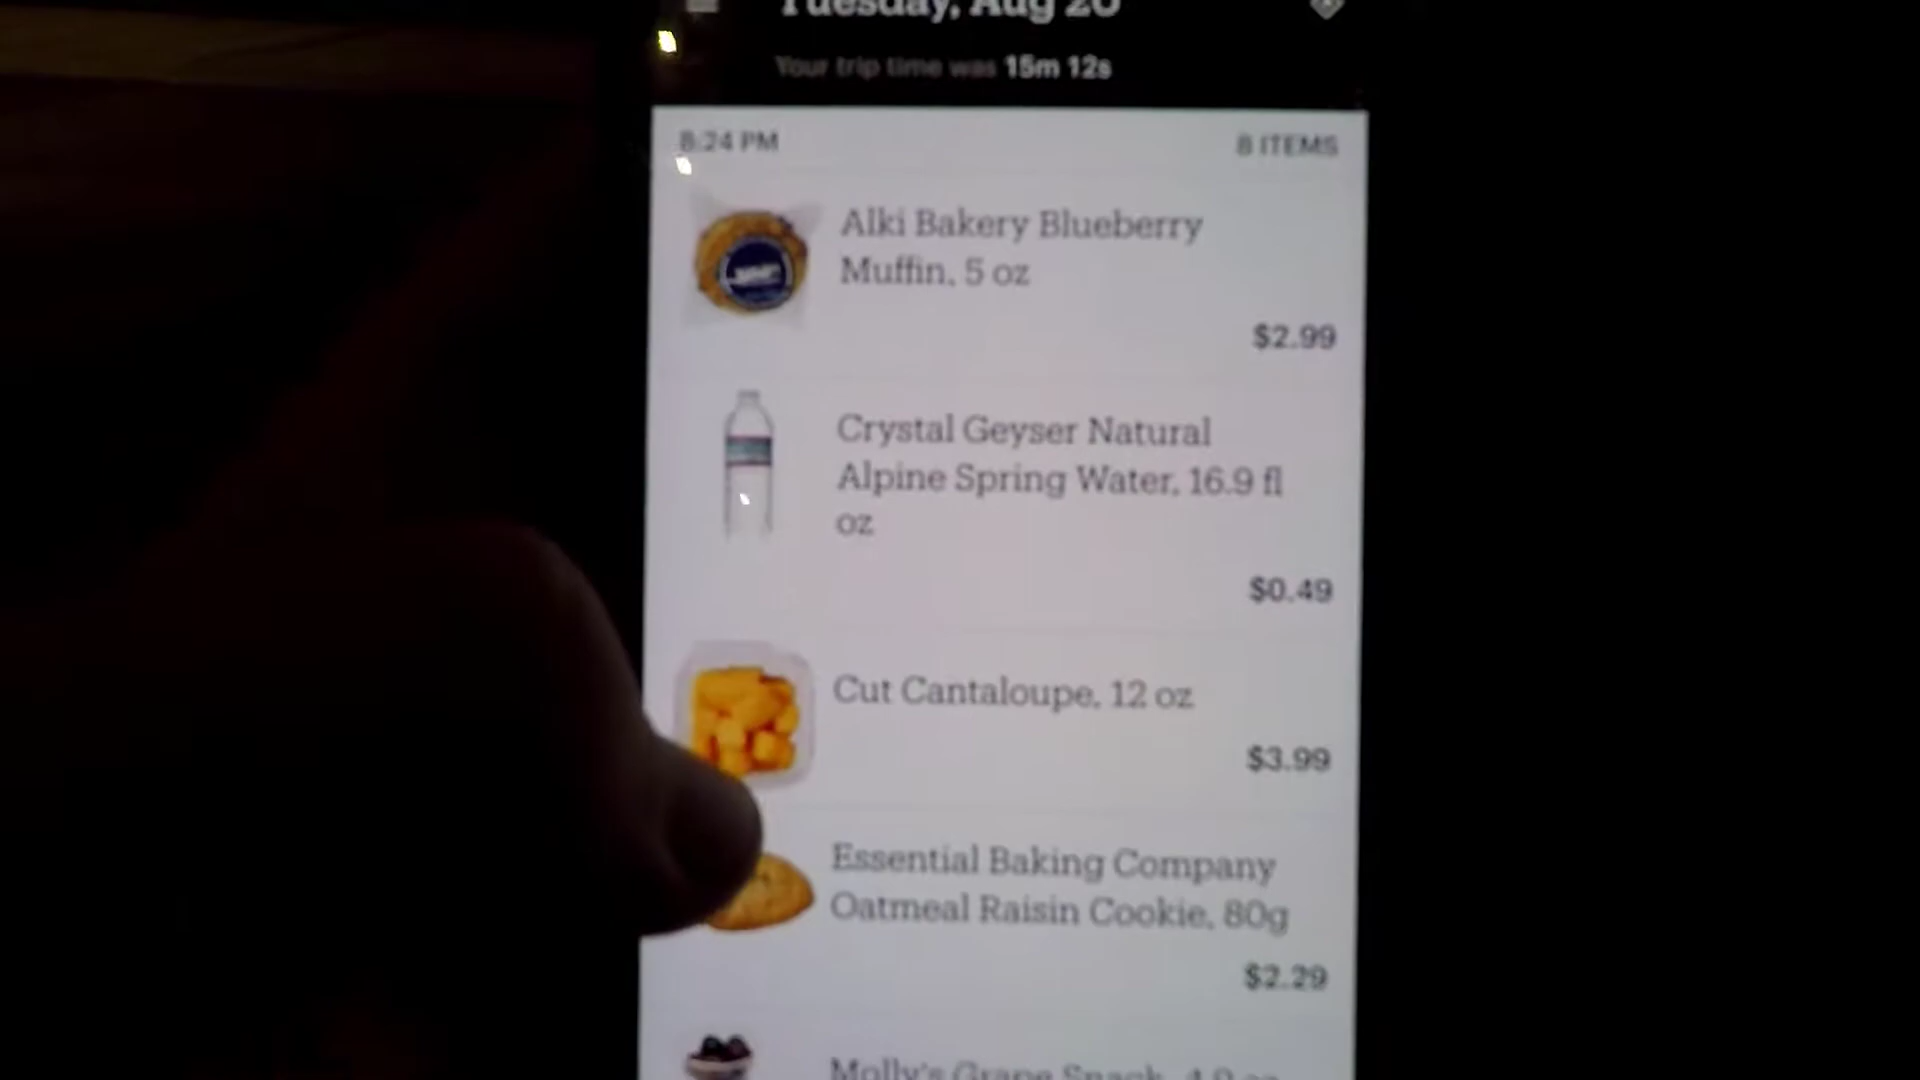 Tuesday, Aug 20
Your trip time was 15m 12s
8:24 PM
8 ITEMS
Alki Bakery Blueberry
Muffin, 5 oz
$2.99
Crystal Geyser Natural
Alpine Spring Water, 16.9 fl
oz
$0.49
Cut Cantaloupe, 12 oz
$3.99
Essential Baking Company
Oatmeal Raisin Cookie, 80g
$2.29
Molly's Grape Snack, 4.9 oz